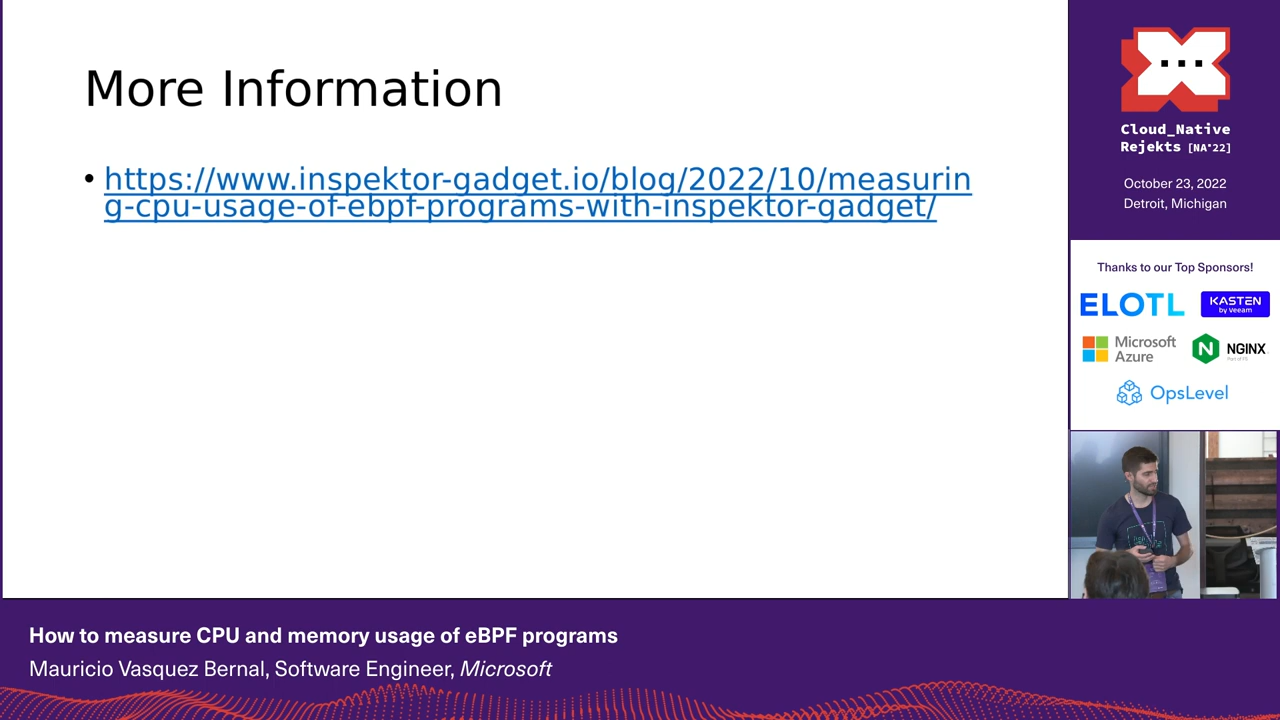 More Information
• https://www.inspektor-gadget.io/blog/2022/10/measurin
g-cpu-usage-of-ebpf-programs-with-inspektor-gadget/
Cloud_Native
Rejekts [NA'22]
October 23, 2022
Detroit, Michigan
Thanks to our Top Sponsors!
ELOTL
KASTEN
by Veeam
Microsoft
Azure
N
NGINX
Part of F5
OpsLevel
How to measure CPU and memory usage of eBPF programs
Mauricio Vasquez Bernal, Software Engineer, Microsoft